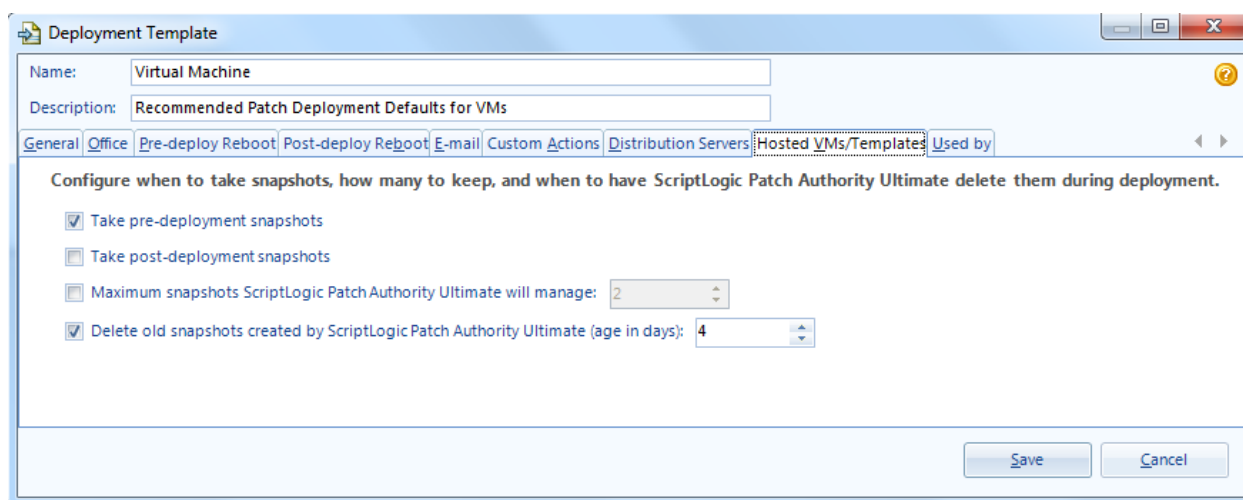 Deployment Template
Name: Virtual Machine
Description: Recommended Patch Deployment Defaults for VMs
General Office Pre-deploy Reboot Post-deploy Reboot E-mail Custom Actions Distribution Servers Hosted VMs/Templates Used by
Configure when to take snapshots, how many to keep, and when to have ScriptLogic Patch Authority Ultimate delete them during deployment.
Take pre-deployment snapshots
Take post-deployment snapshots
Maximum snapshots ScriptLogic Patch Authority Ultimate will manage: 2
Delete old snapshots created by ScriptLogic Patch Authority Ultimate (age in days): 4
Save Cancel